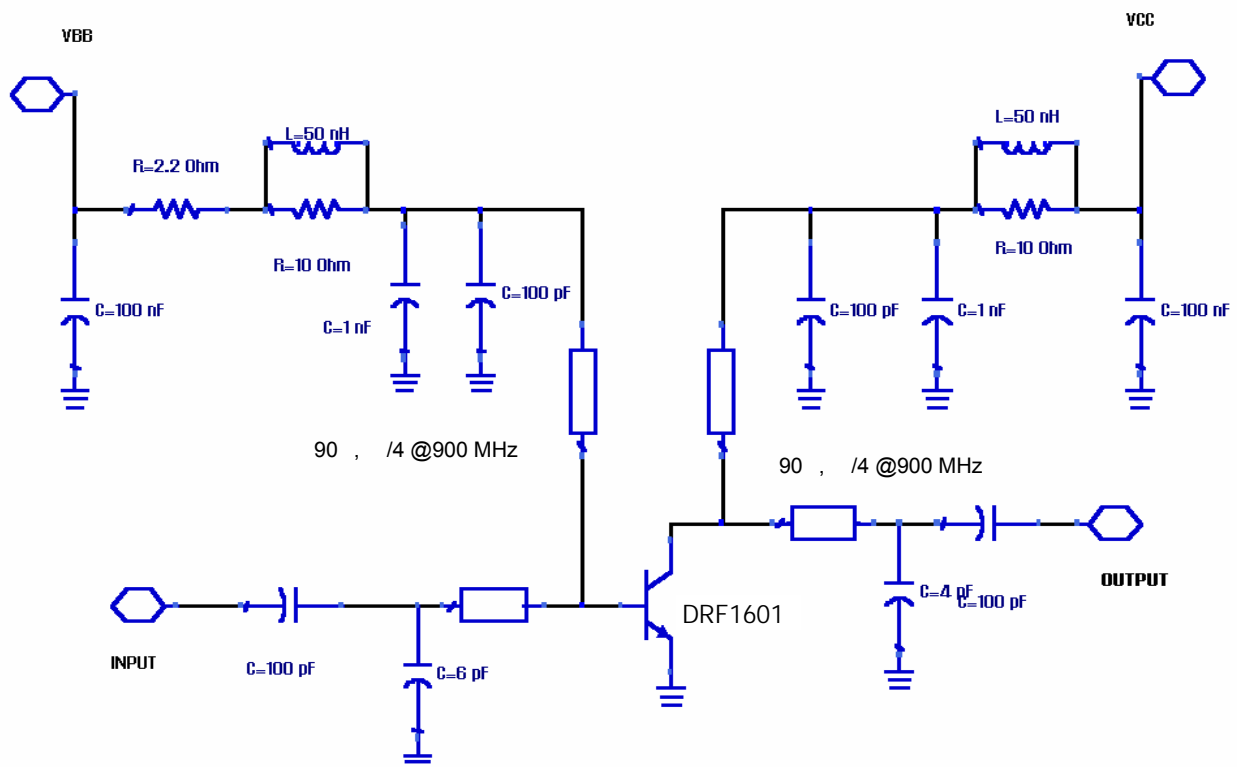 VBB
VCC
L=50 nH
L=50 nH
R=2.2 Ohm
R=10 Ohm
R=10 Ohm
C=100 nF
C=1 nF
C=100 pF
C=100 pF
C=1 nF
C=100 nF
90 , /4 @900 MHz
90 , /4 @900 MHz
INPUT
C=100 pF
C=6 pF
DRF1601
C=4 pF
C=100 pF
OUTPUT